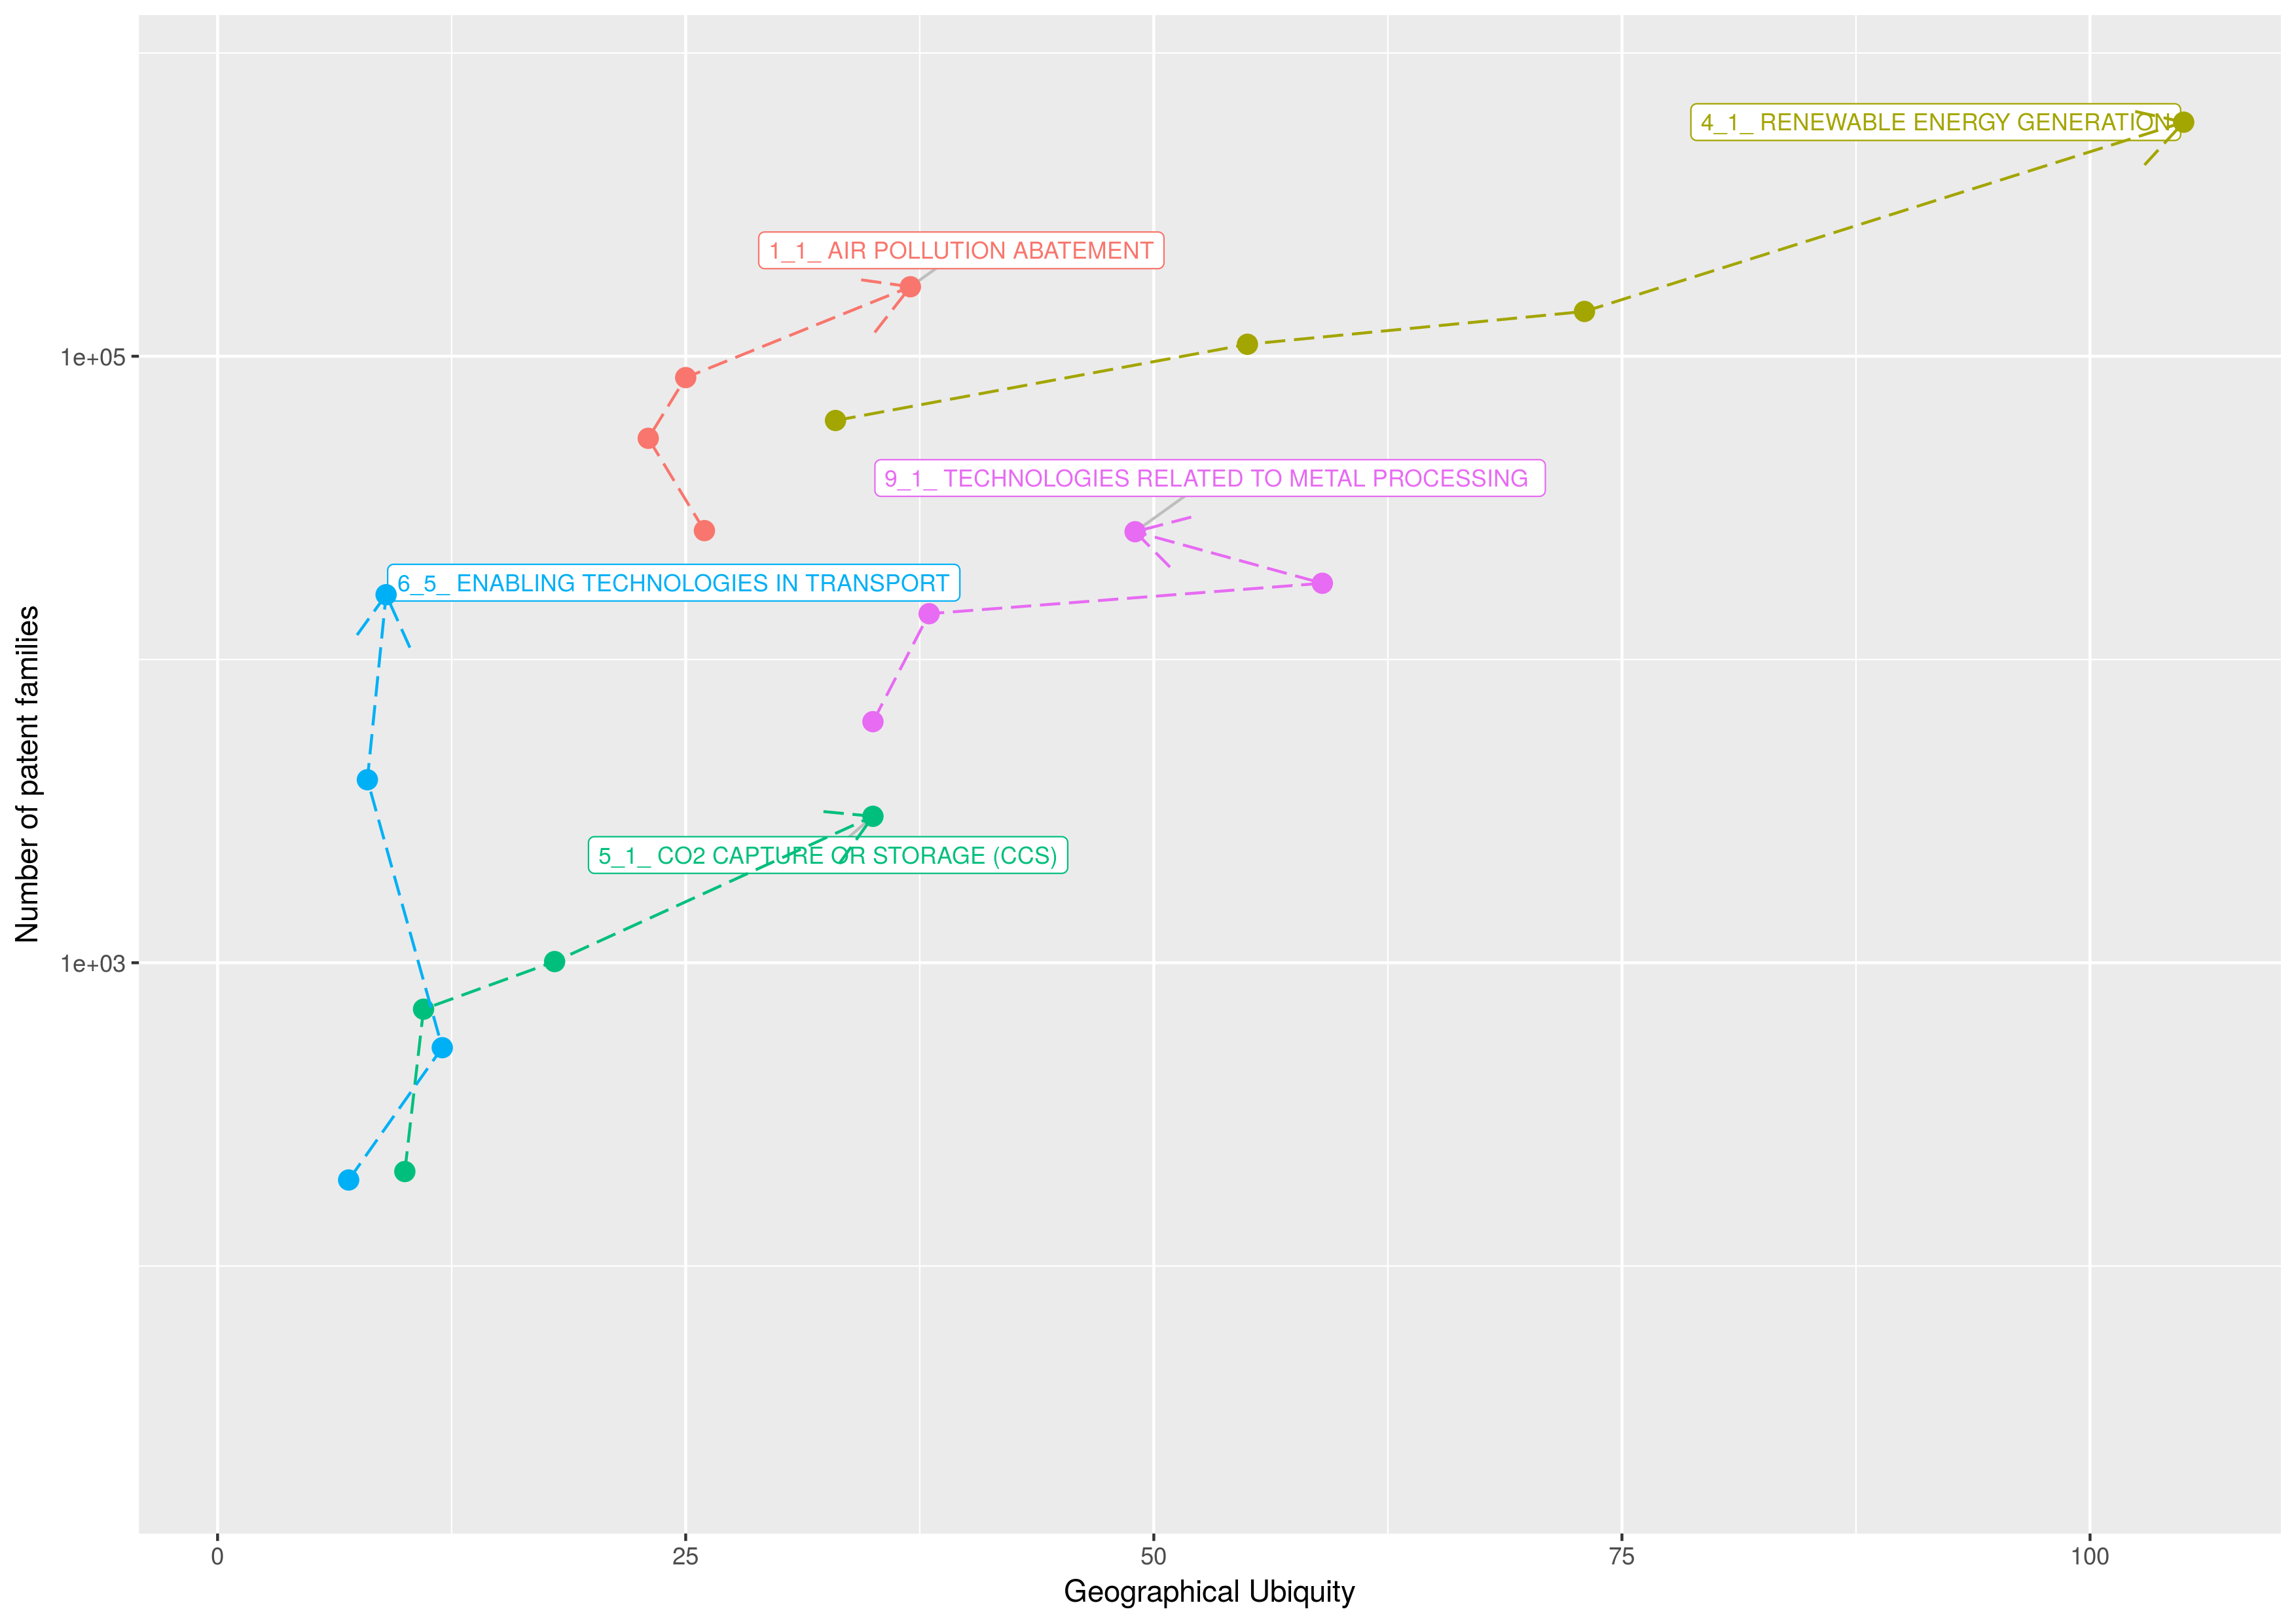 4_1_ RENEWABLE ENERGY GENERATION
1_1_ AIR POLLUTION ABATEMENT
1e+05
9_1_ TECHNOLOGIES RELATED TO METAL PROCESSING
6_5_ ENABLING TECHNOLOGIES IN TRANSPORT
Number of patent families
5_1_ CO2 CAPTURE OR STORAGE (CCS)
1e+03
0 25 50 75 100
Geographical Ubiquity